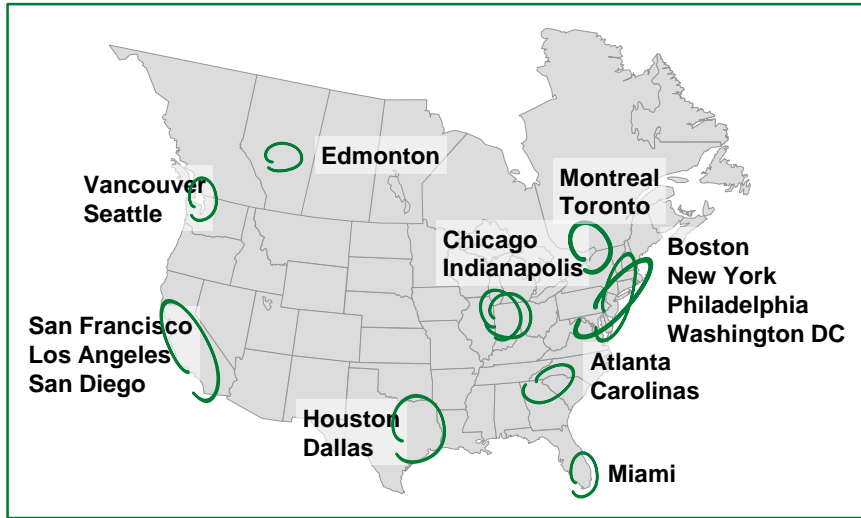 Edmonton
Vancouver
Seattle
Montreal
Toronto
Chicago
Indianapolis
Boston
New York
Philadelphia
Washington DC
San Francisco
Los Angeles
San Diego
Atlanta
Carolinas
Houston
Dallas
Miami